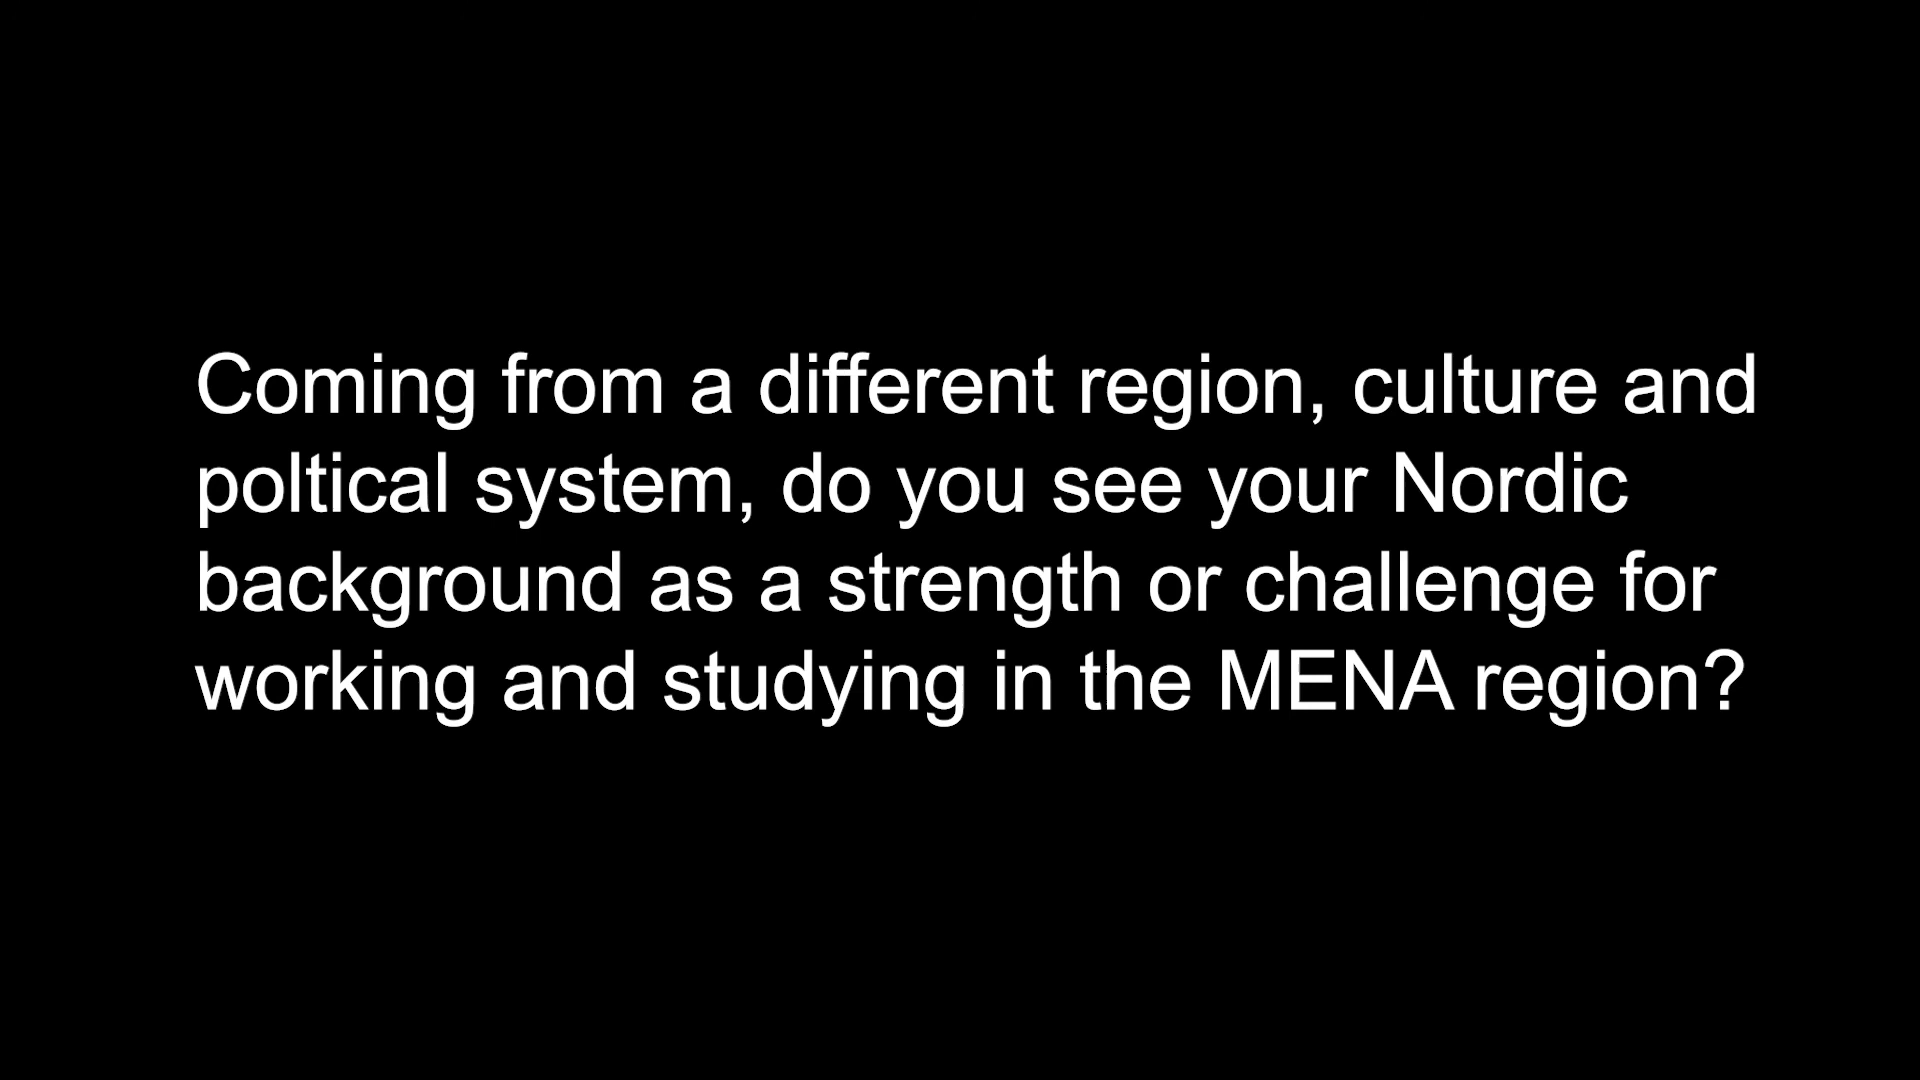 Coming from a different region, culture and
poltical system, do you see your Nordic
background as a strength or challenge for
working and studying in the MENA region?